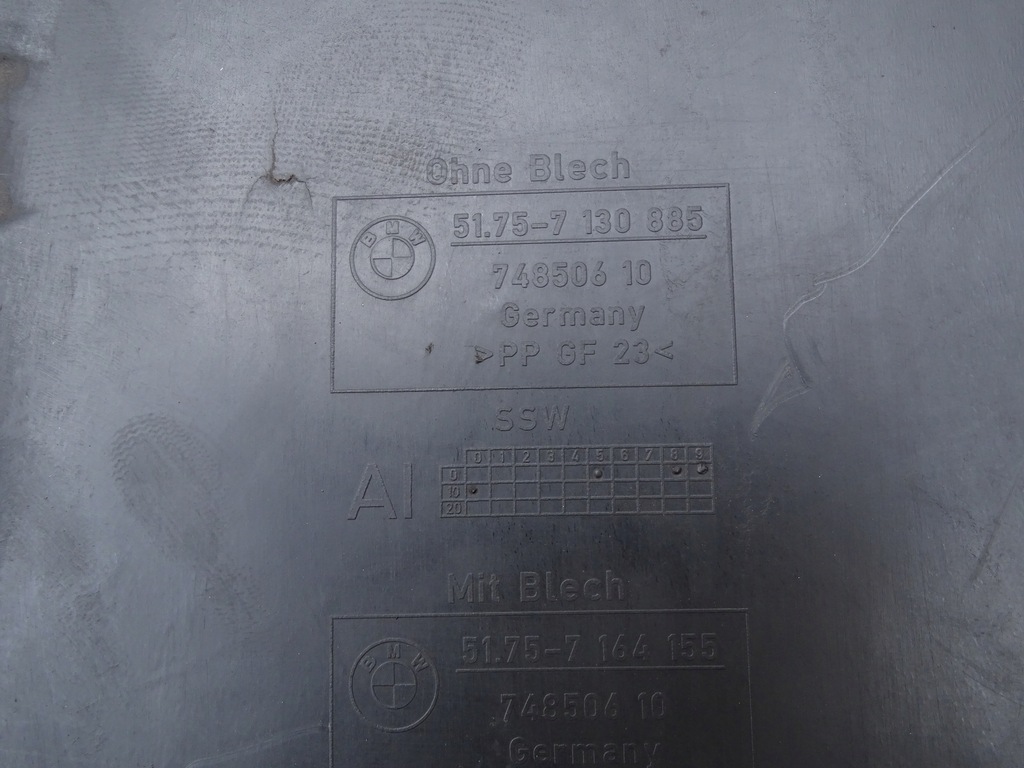 Ohne Blech
BMW
51.75-7 130 885
748506 10
Germany
>PP GF 23<
SSW
AI
0 1 2 3 4 5 6 7 8 9
0
10
20
Mit Blech
BMW
51.75-7 164 155
748506 10
Germany